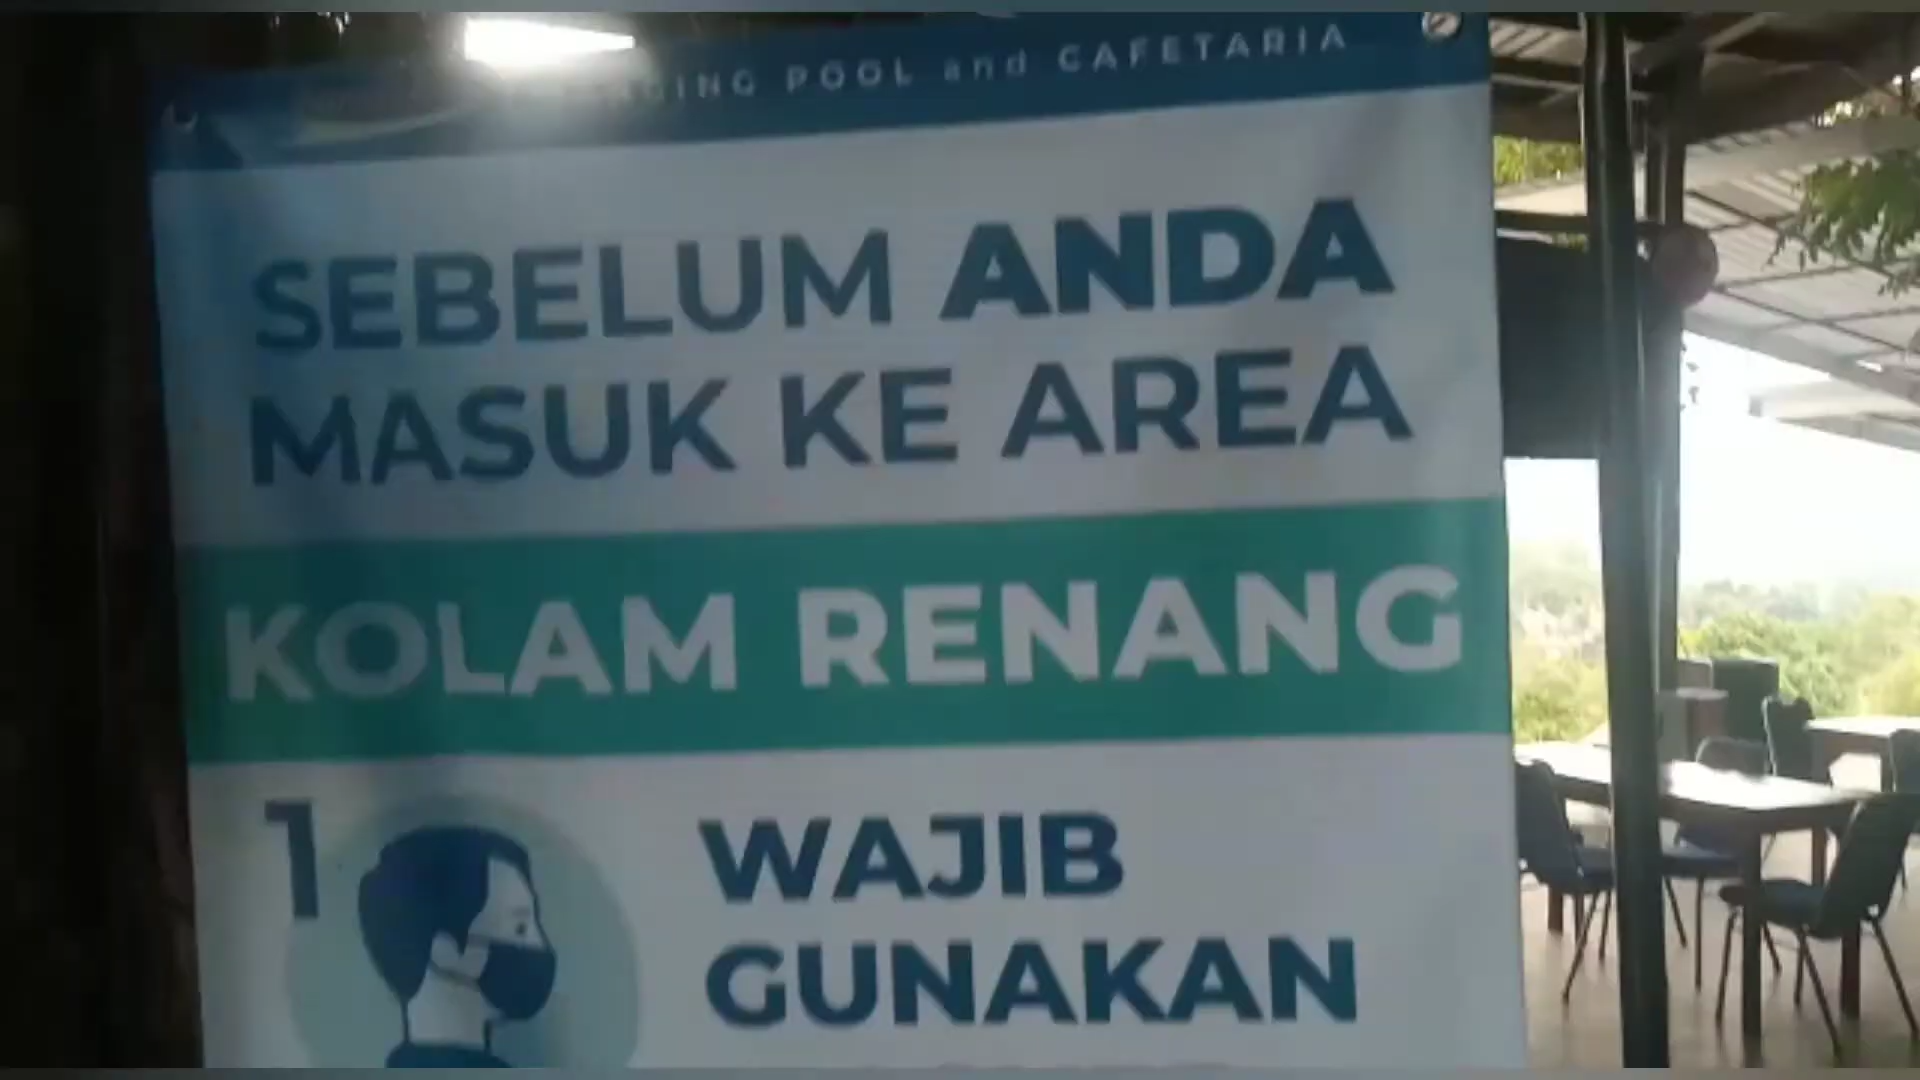 POOL and CAFETARIA
SEBELUM ANDA
MASUK KE AREA
KOLAM RENANG
1
WAJIB
GUNAKAN